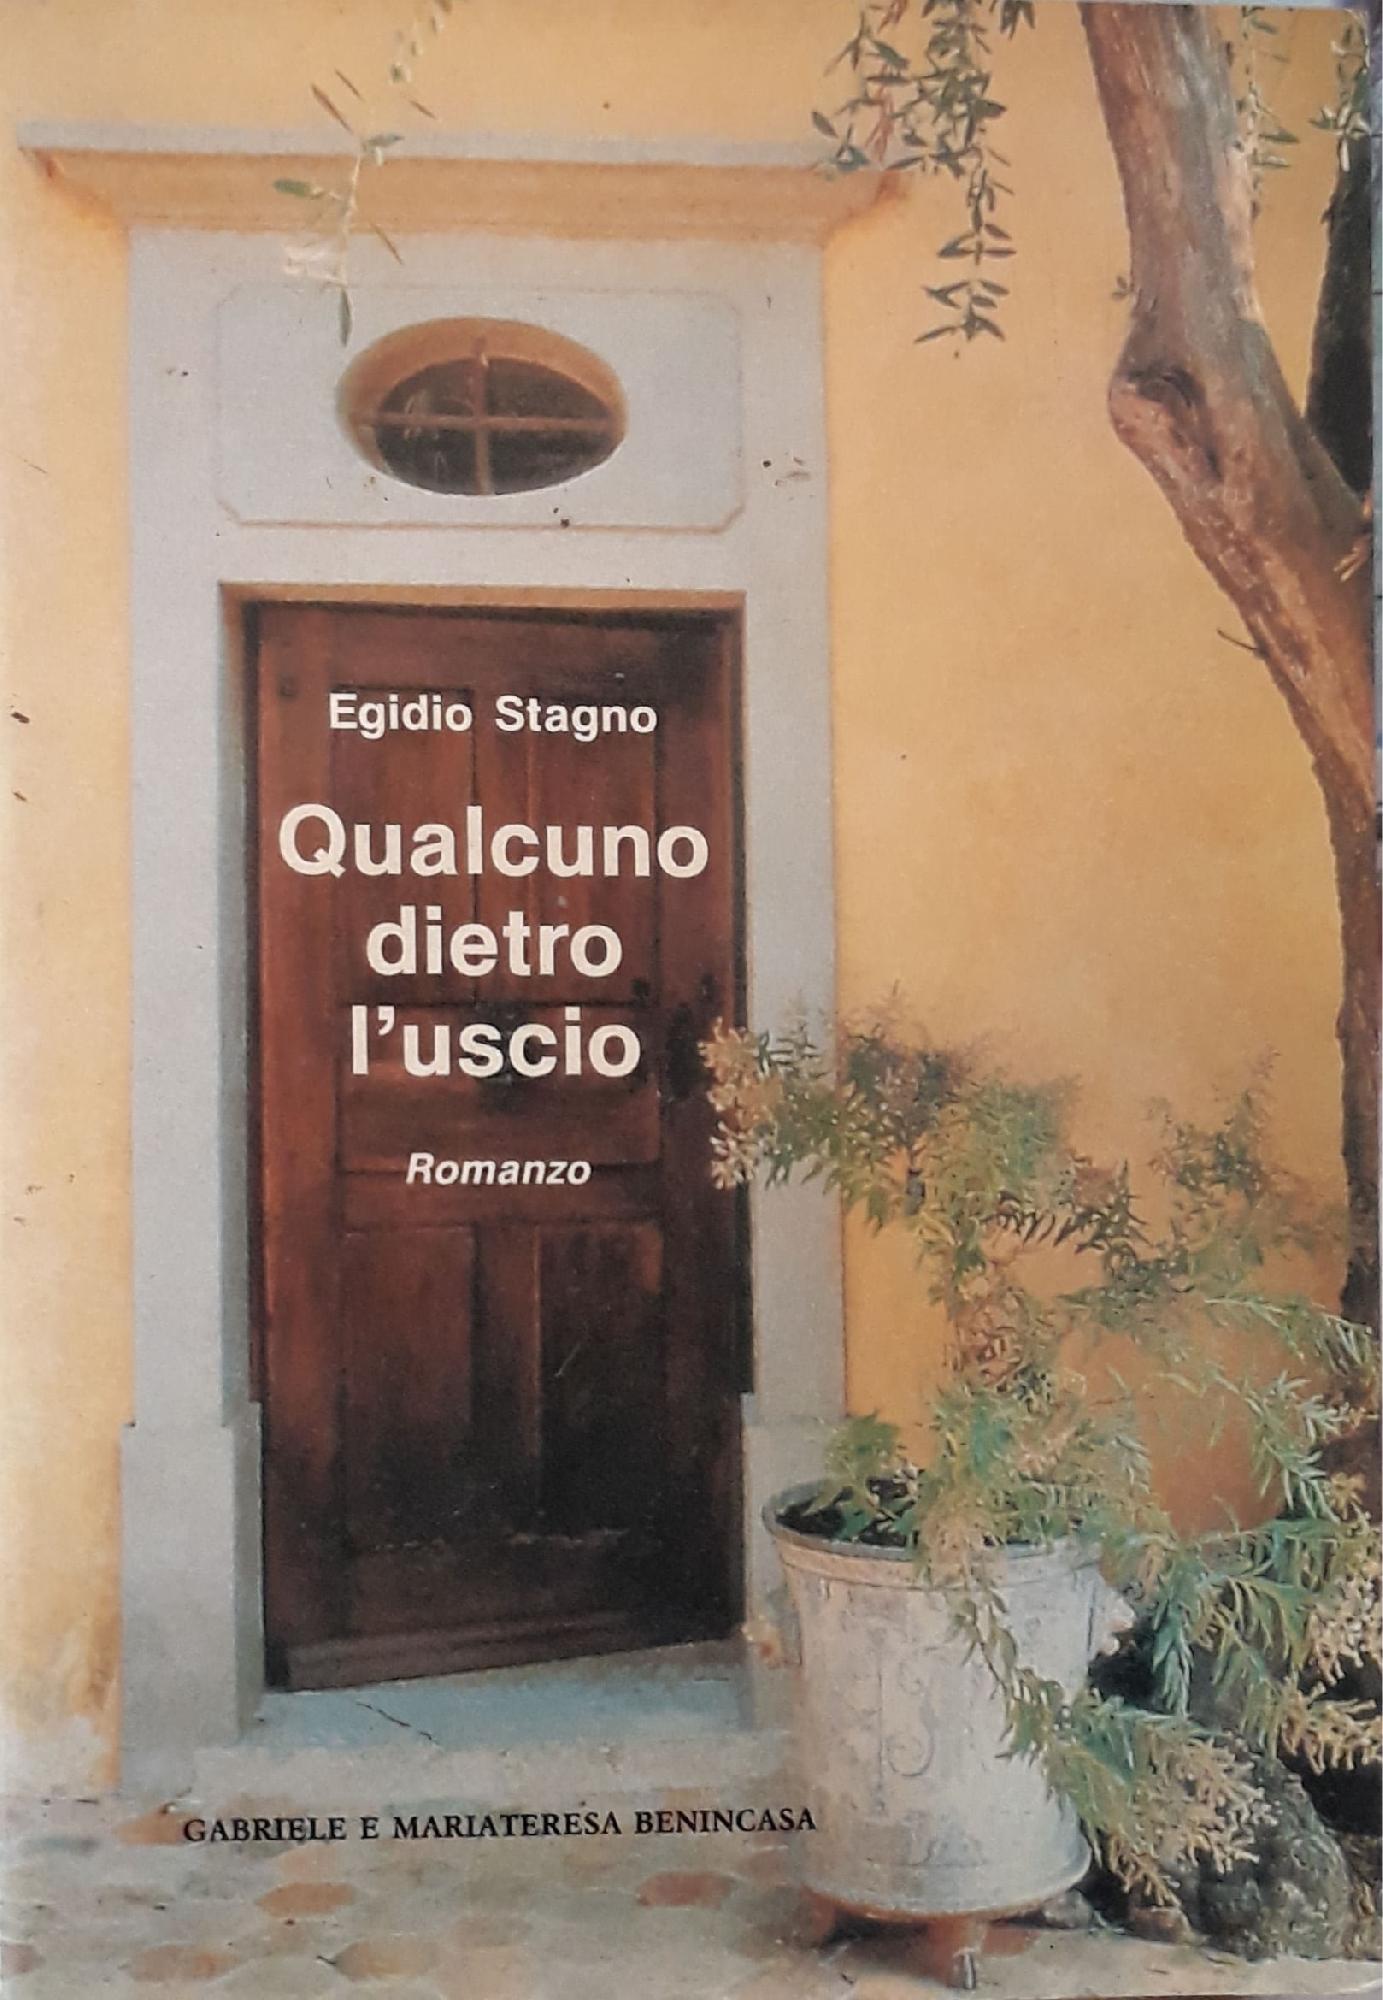 Egidio Stagno
Qualcuno
dietro
l'uscio
Romanzo
GABRIELE E MARIATERESA BENINCASA